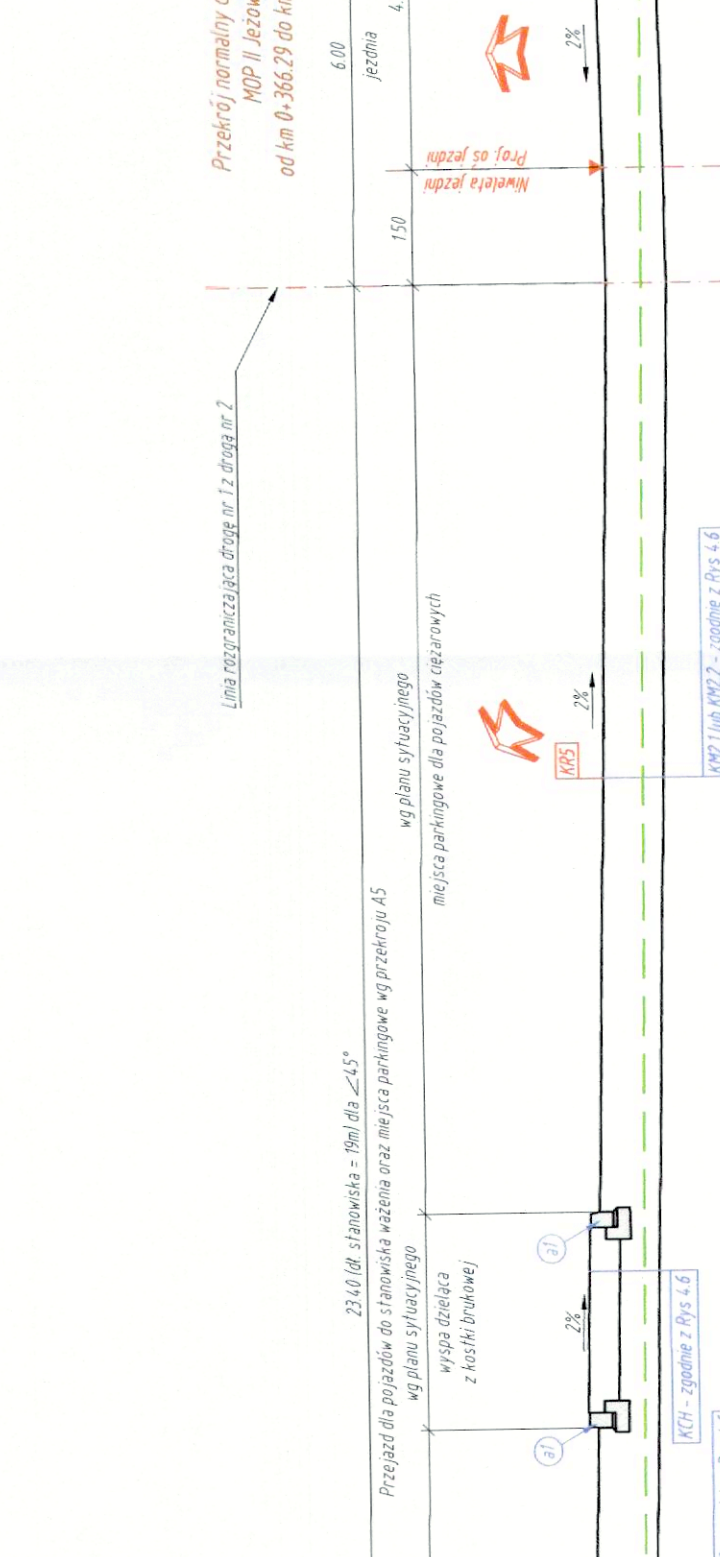 Przekrój normalny
MOP II
od km 0+366.29 do
Linia rozgraniczająca drogę nr 1 z drogą nr 2
23.40 (dł. stanowiska = 19m) dla ∠45°
6.00
jezdnia
Przejazd dla pojazdów do stanowiska ważenia oraz miejsca parkingowe wg przekroju A5
wg planu sytuacyjnego
wg planu sytuacyjnego
150
4.
wyspa dzieląca
z kostki brukowej
miejsca parkingowe dla pojazdów ciężarowych
Niweleta jezdni
Proj. oś jezdni
a1
a1
KR5
2%
2%
2%
KCH - zgodnie z Rys 4.6
KM2.1 lub KM2.2 - zgodnie z Rys 4.6